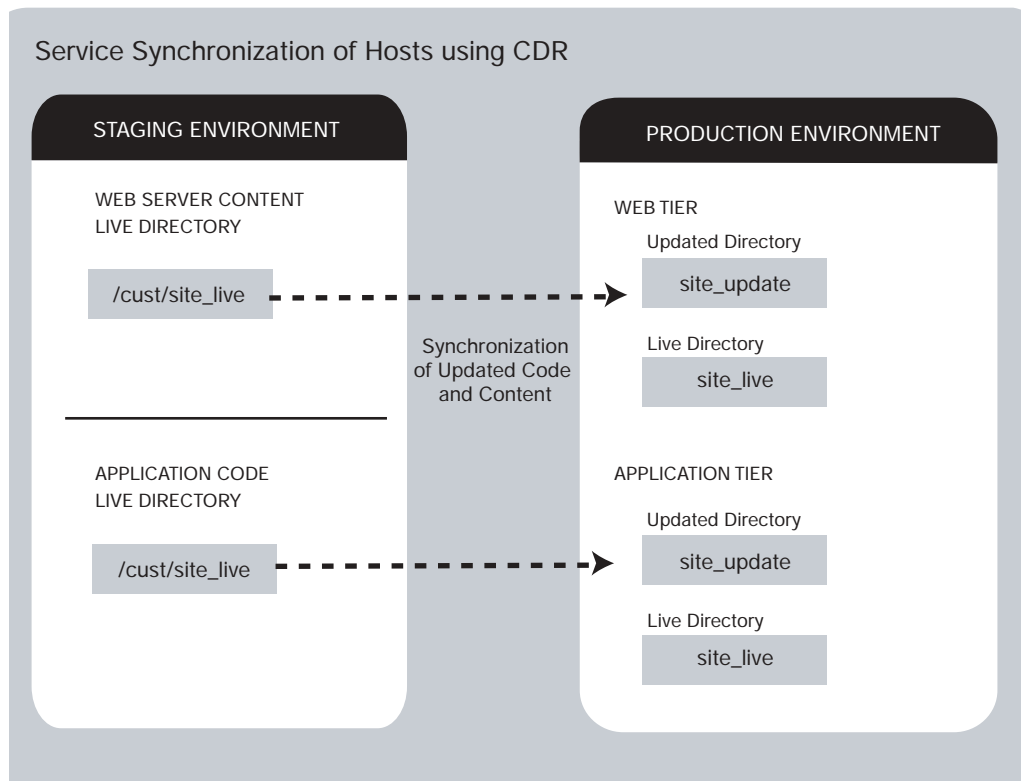 Service Synchronization of Hosts using CDR
STAGING ENVIRONMENT
WEB SERVER CONTENT
LIVE DIRECTORY
/cust/site_live
APPLICATION CODE
LIVE DIRECTORY
/cust/site_live
Synchronization
of Updated Code
and Content
PRODUCTION ENVIRONMENT
WEB TIER
Updated Directory
site_update
Live Directory
site_live
APPLICATION TIER
Updated Directory
site_update
Live Directory
site_live